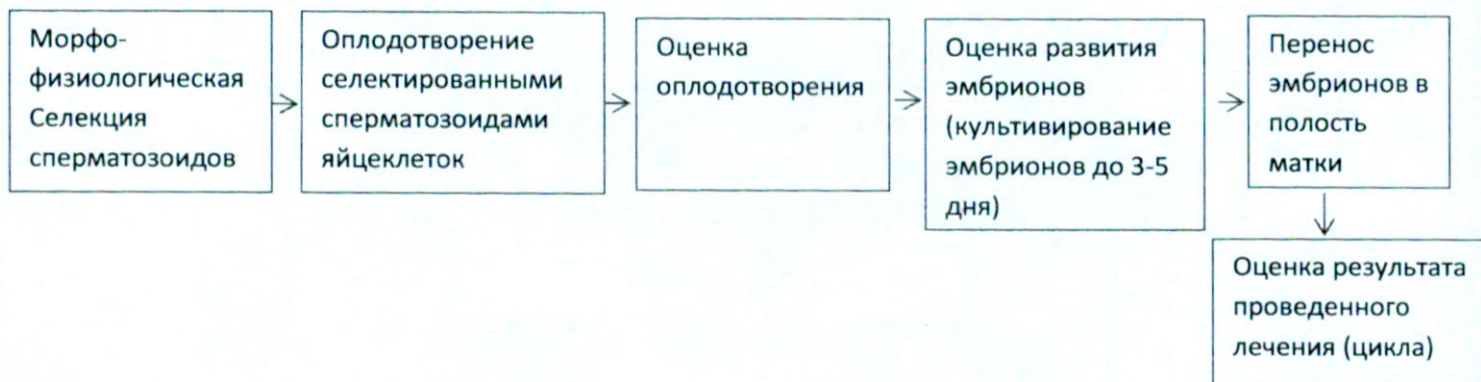 Морфо-
физиологическая
Селекция
сперматозоидов
Оплодотворение
селектированными
сперматозоидами
яйцеклеток
Оценка
оплодотворения
Оценка развития
эмбрионов
(культивирование
эмбрионов до 3-5
дня)
Перенос
эмбрионов в
полость
матки
Оценка результата
проведенного
лечения (цикла)